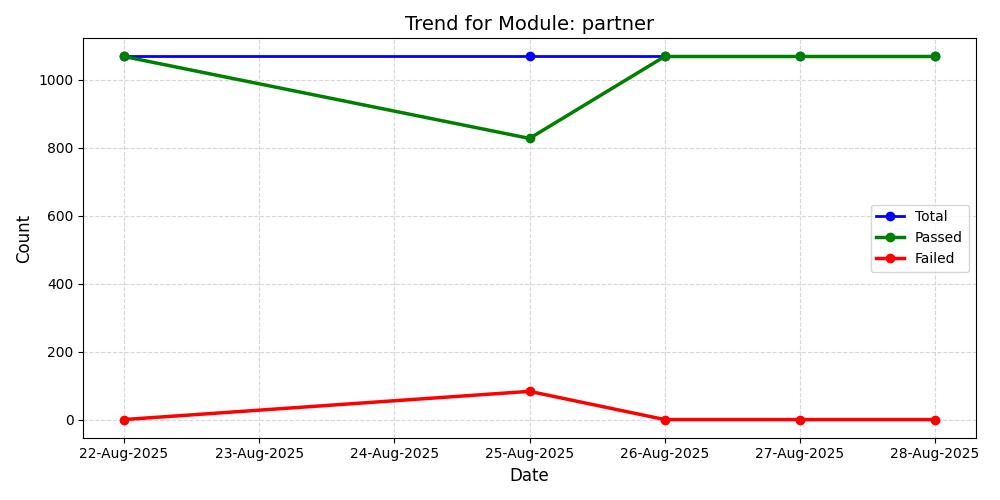 Trend for Module: partner
1000
800
600
400
200
0
Count
Total
Passed
Failed
22-Aug-2025
23-Aug-2025
24-Aug-2025
25-Aug-2025
26-Aug-2025
27-Aug-2025
28-Aug-2025
Date